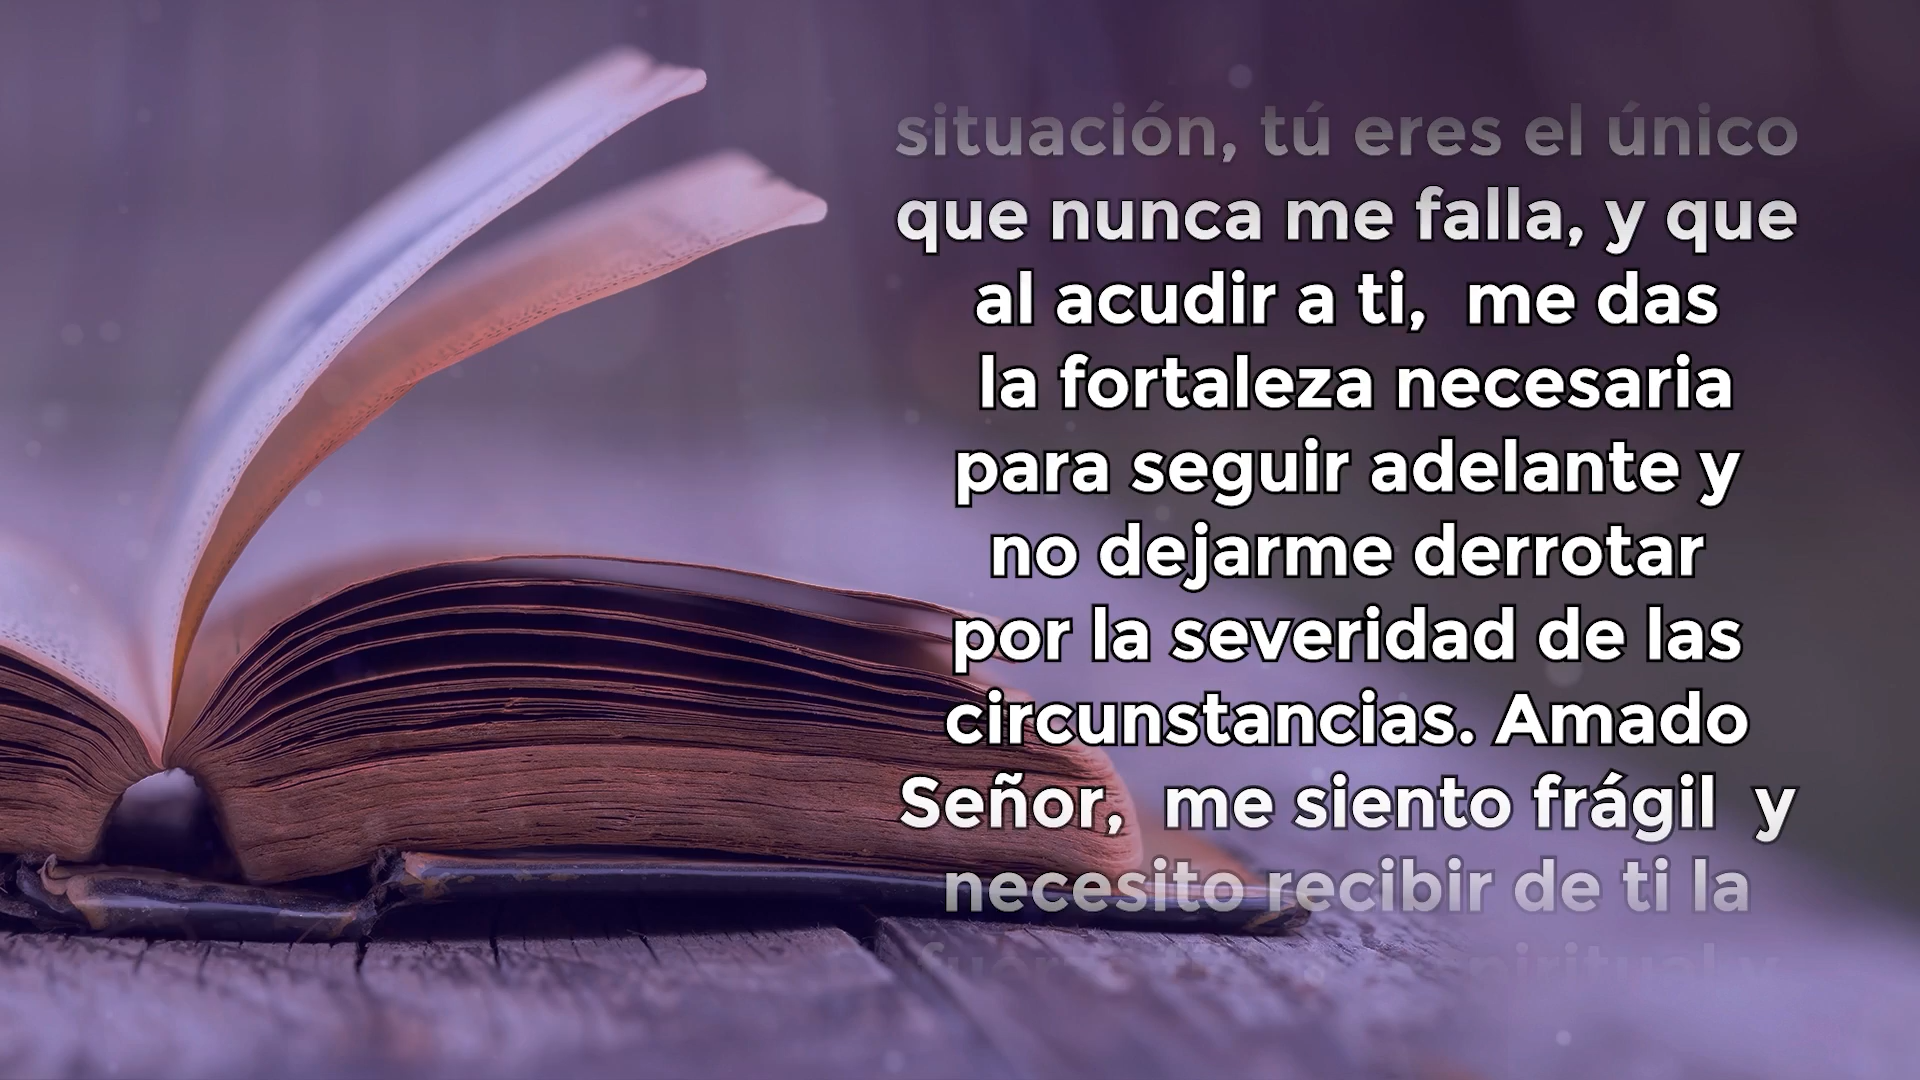 situación, tú eres el único
que nunca me falla, y que
al acudir a ti,  me das
la fortaleza necesaria
para seguir adelante y
no dejarme derrotar
por la severidad de las
circunstancias. Amado
Señor,  me siento frágil  y
necesito recibir de ti la